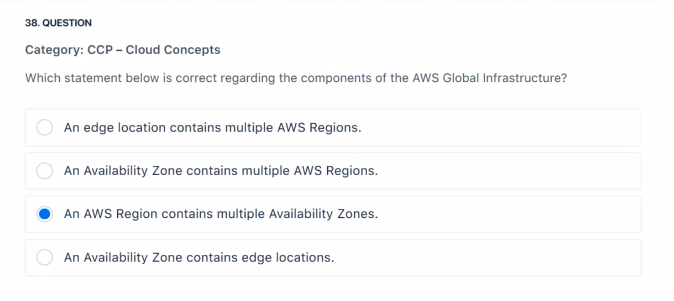 38. QUESTION
Category: CCP – Cloud Concepts
Which statement below is correct regarding the components of the AWS Global Infrastructure?
An edge location contains multiple AWS Regions.
An Availability Zone contains multiple AWS Regions.
An AWS Region contains multiple Availability Zones.
An Availability Zone contains edge locations.